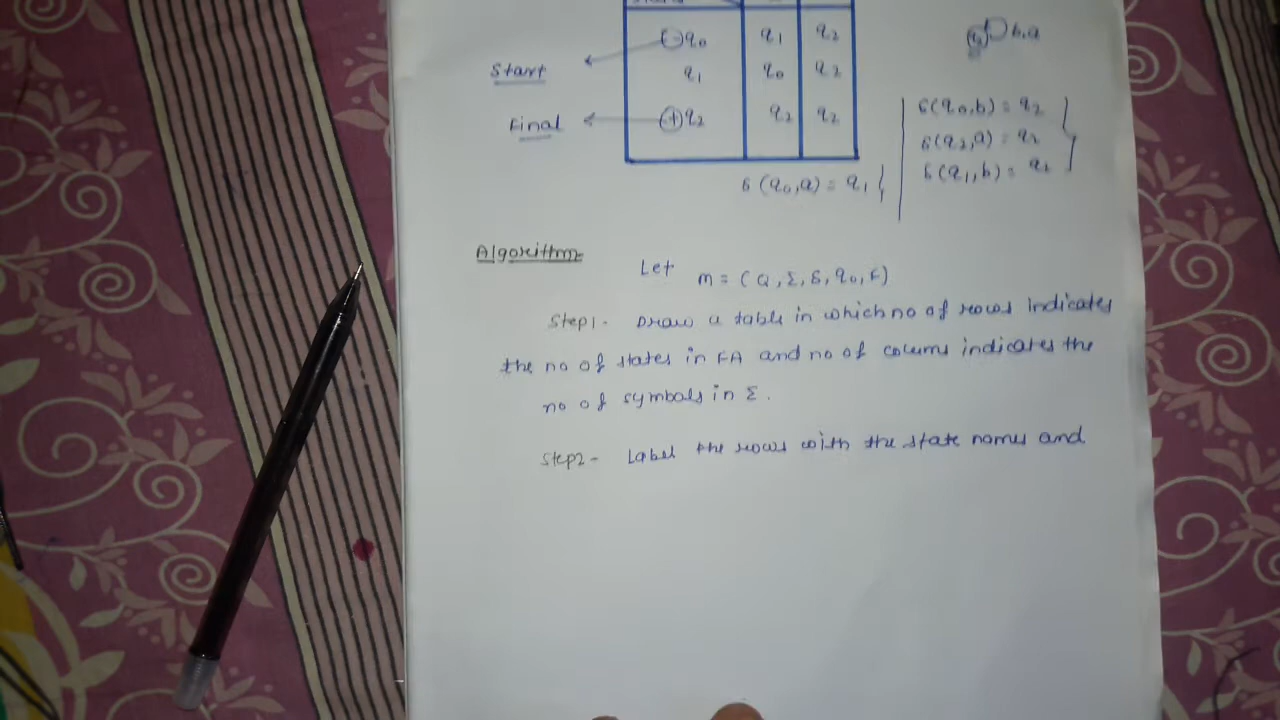 ⊖q0 q1 q2
Start
q1 q0 q2
Final
⊕q2 q2 q2
b,a
δ(q0,b) = q2
δ(q2,a) = q2
δ(q1,b) = q2
δ(q0,a) = q1
Algorithm
Let m = (Q,Σ,δ,q0,F)
Step1- Draw a table in which no of rows indicates
the no of states in FA and no of colums indicates the
no of symbols in Σ.
Step2- Label the rows with the state names and